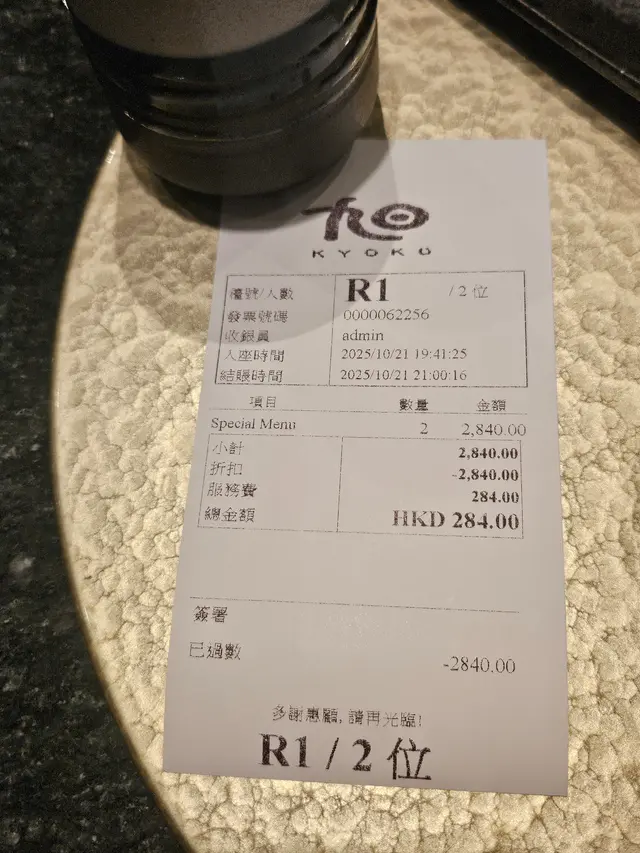 KYOKU
檯號/人數 R1 / 2 位
發票號碼 0000062256
收銀員 admin
入座時間 2025/10/21 19:41:25
結賬時間 2025/10/21 21:00:16
項目 數量 金額
Special Menu 2 2,840.00
小計 2,840.00
折扣 -2,840.00
服務費 284.00
總金額 HKD 284.00
簽署
已過數 -2840.00
多謝惠顧, 請再光臨!
R1 / 2 位